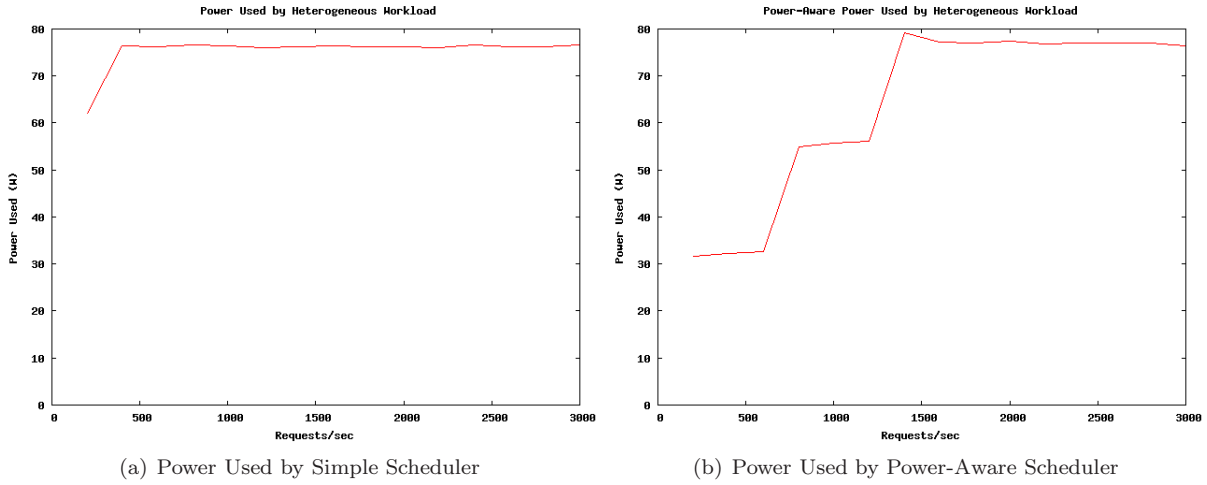 Power Used by Heterogeneous Workload
80
70
60
50
40
30
20
10
0
Power Used (W)
0 500 1000 1500 2000 2500 3000
Requests/sec
(a) Power Used by Simple Scheduler
Power-Aware Power Used by Heterogeneous Workload
80
70
60
50
40
30
20
10
0
Power Used (W)
0 500 1000 1500 2000 2500 3000
Requests/sec
(b) Power Used by Power-Aware Scheduler